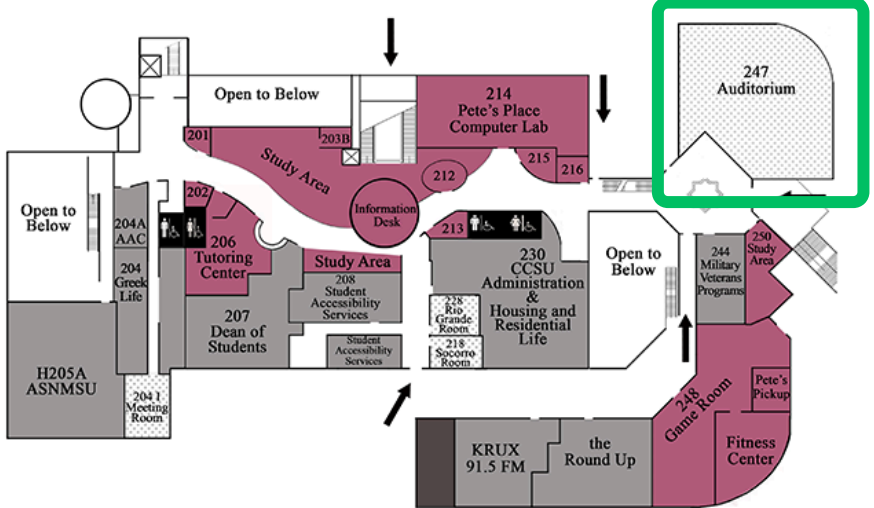 247
Auditorium
214
Pete's Place
Computer Lab
Open to Below
201
203B
Study Area
212
215
216
Information
Desk
202
206
Tutoring
Center
Open to
Below
204A
AAC
204
Greek
Life
213
230
CCSU
Administration
&
Housing and
Residential
Life
Open to
Below
244
Military
Veterans
Programs
250
Study
Area
Study Area
208
Student
Accessibility
Services
207
Dean of
Students
228
Rio
Grande
Room
218
Socorro
Room
Student
Accessibility
Services
H205A
ASNMSU
204 I
Meeting
Room
248
Game Room
Pete's
Pickup
Fitness
Center
KRUX
91.5 FM
the
Round Up